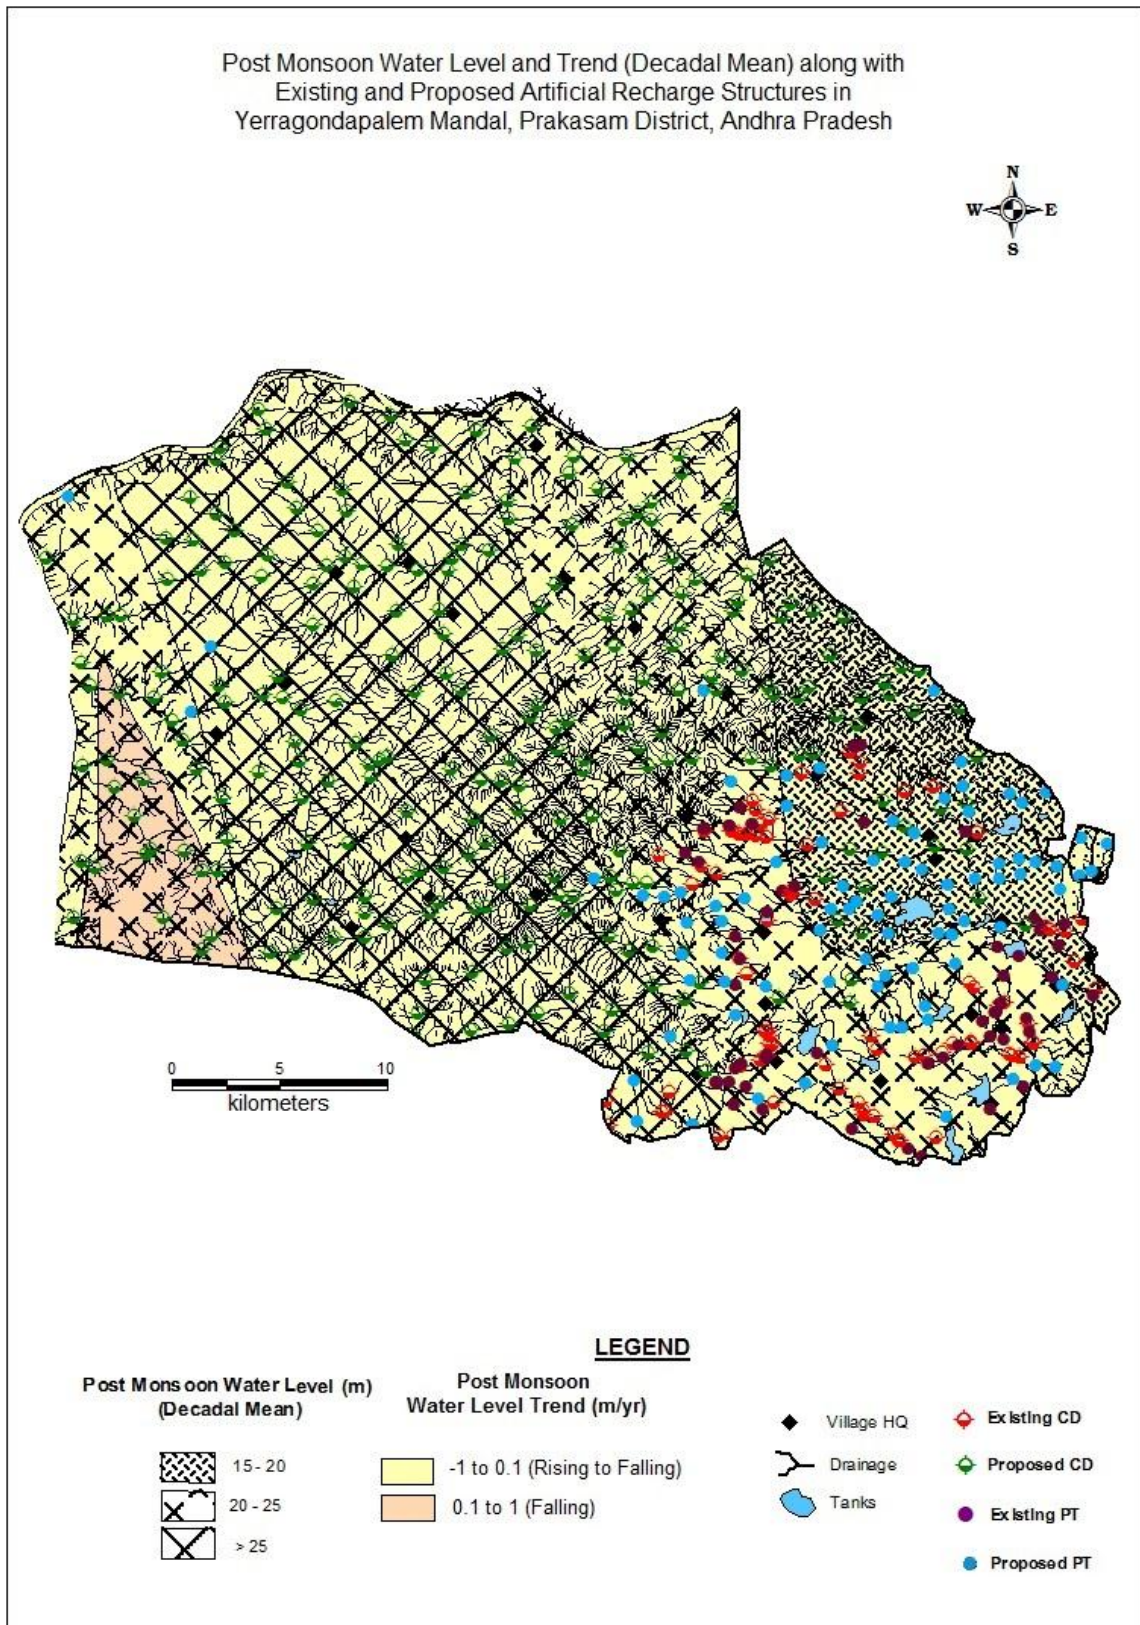 Post Monsoon Water Level and Trend (Decadal Mean) along with
Existing and Proposed Artificial Recharge Structures in
Yerragondapalem Mandal, Prakasam District, Andhra Pradesh
N
W E
S
0 5 10
kilometers
LEGEND
Post Monsoon Water Level (m)
(Decadal Mean)
15 - 20
20 - 25
> 25
Post Monsoon
Water Level Trend (m/yr)
-1 to 0.1 (Rising to Falling)
0.1 to 1 (Falling)
Village HQ
Drainage
Tanks
Existing CD
Proposed CD
Existing PT
Proposed PT